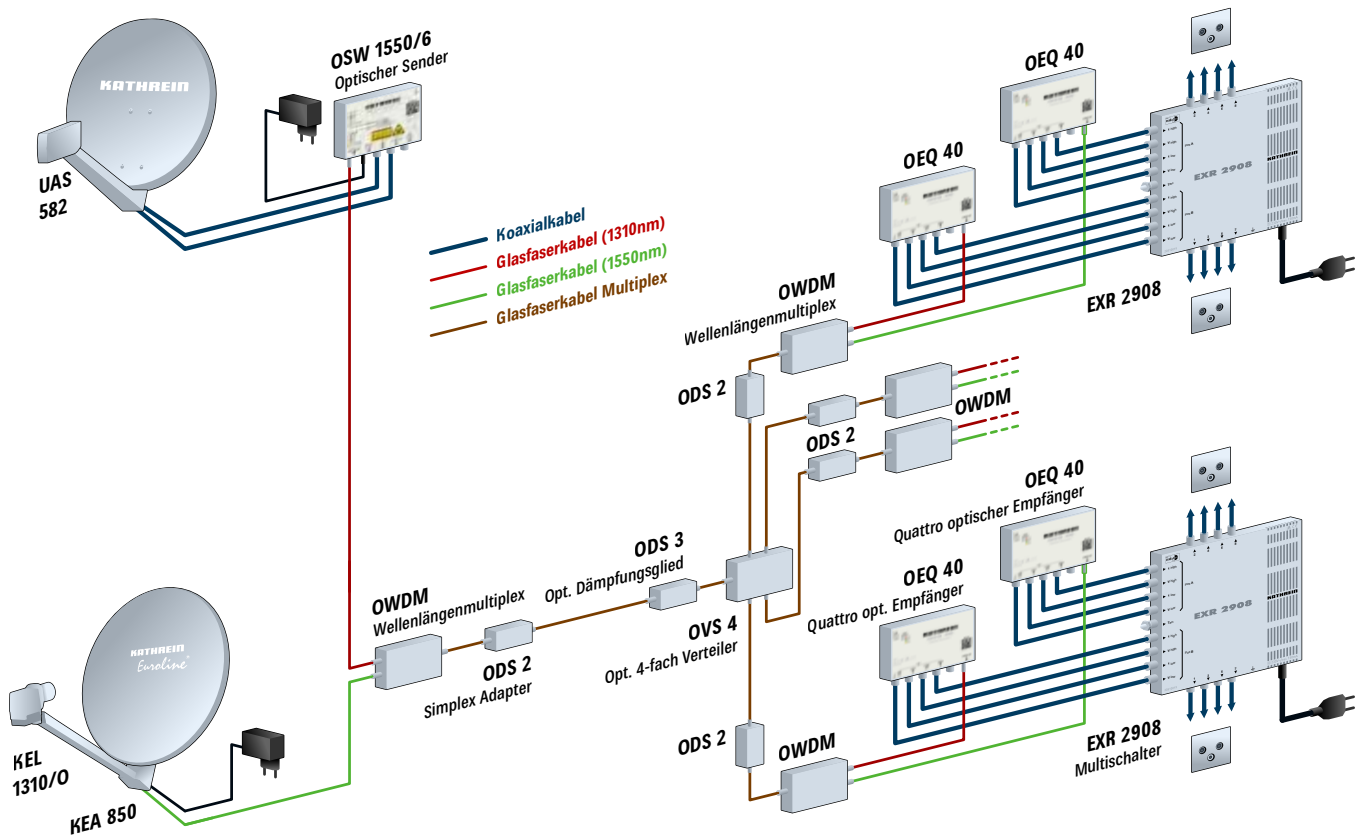 KATHREIN
UAS
582
OSW 1550/6
Optischer Sender
Koaxialkabel
Glasfaserkabel (1310nm)
Glasfaserkabel (1550nm)
Glasfaserkabel Multiplex
OEQ 40
OEQ 40
EXR 2908
KATHREIN
EXR 2908
OWDM
Wellenlängenmultiplex
ODS 2
OWDM
ODS 2
OEQ 40
Quattro optischer Empfänger
OEQ 40
Quattro opt. Empfänger
EXR 2908
KATHREIN
EXR 2908
Multischalter
ODS 3
Opt. Dämpfungsglied
OVS 4
Opt. 4-fach Verteiler
OWDM
Wellenlängenmultiplex
ODS 2
Simplex Adapter
ODS 2
OWDM
KATHREIN
Euroline
KEL
1310/O
KEA 850